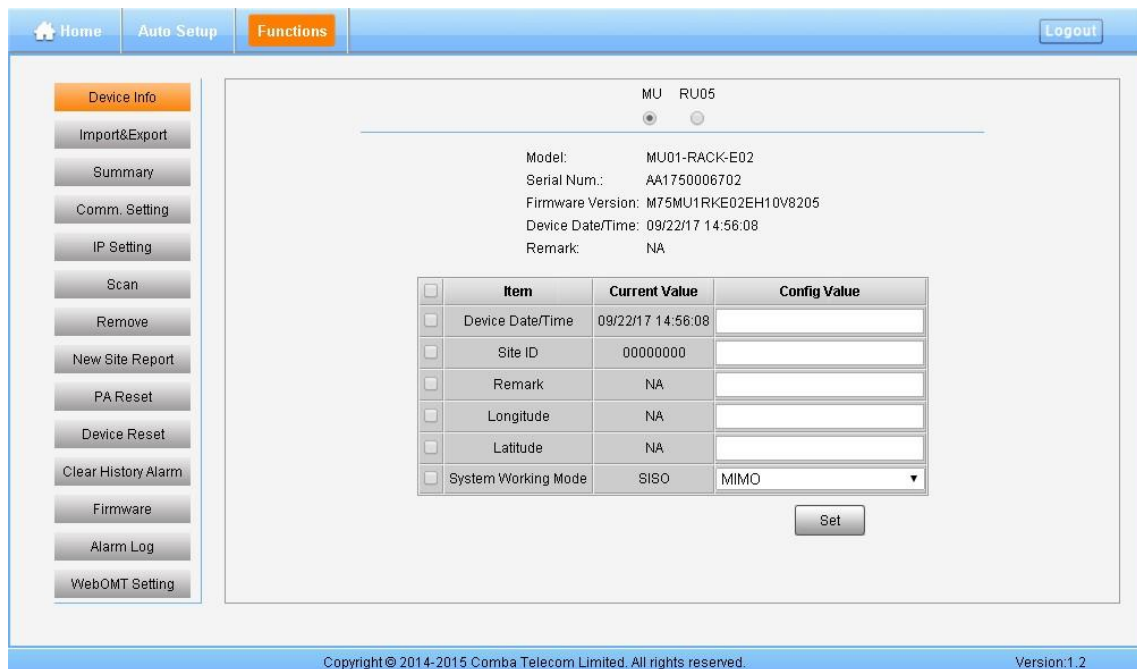 Home Auto Setup Functions Logout
Device Info
Import&Export
Summary
Comm. Setting
IP Setting
Scan
Remove
New Site Report
PA Reset
Device Reset
Clear History Alarm
Firmware
Alarm Log
WebOMT Setting
MU RU05
Model: MU01-RACK-E02
Serial Num.: AA1750006702
Firmware Version: M75MU1RKE02EH10V8205
Device Date/Time: 09/22/17 14:56:08
Remark: NA
Item Current Value Config Value
Device Date/Time 09/22/17 14:56:08
Site ID 00000000
Remark NA
Longitude NA
Latitude NA
System Working Mode SISO MIMO
Set
Copyright© 2014-2015 Comba Telecom Limited. All rights reserved. Version:1.2